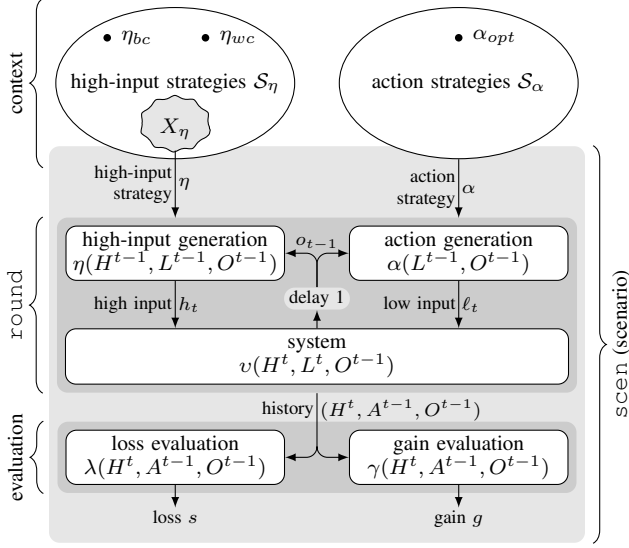 context
η_bc
η_wc
high-input strategies S_η
X_η
α_opt
action strategies S_α
high-input
strategy
η
action
strategy
α
round
high-input generation
η(H^{t−1}, L^{t−1}, O^{t−1})
o_{t−1}
action generation
α(L^{t−1}, O^{t−1})
high input h_t
delay 1
low input ℓ_t
system
υ(H^t, L^t, O^{t−1})
scen (scenario)
history (H^t, A^{t−1}, O^{t−1})
evaluation
loss evaluation
λ(H^t, A^{t−1}, O^{t−1})
gain evaluation
γ(H^t, A^{t−1}, O^{t−1})
loss s
gain g